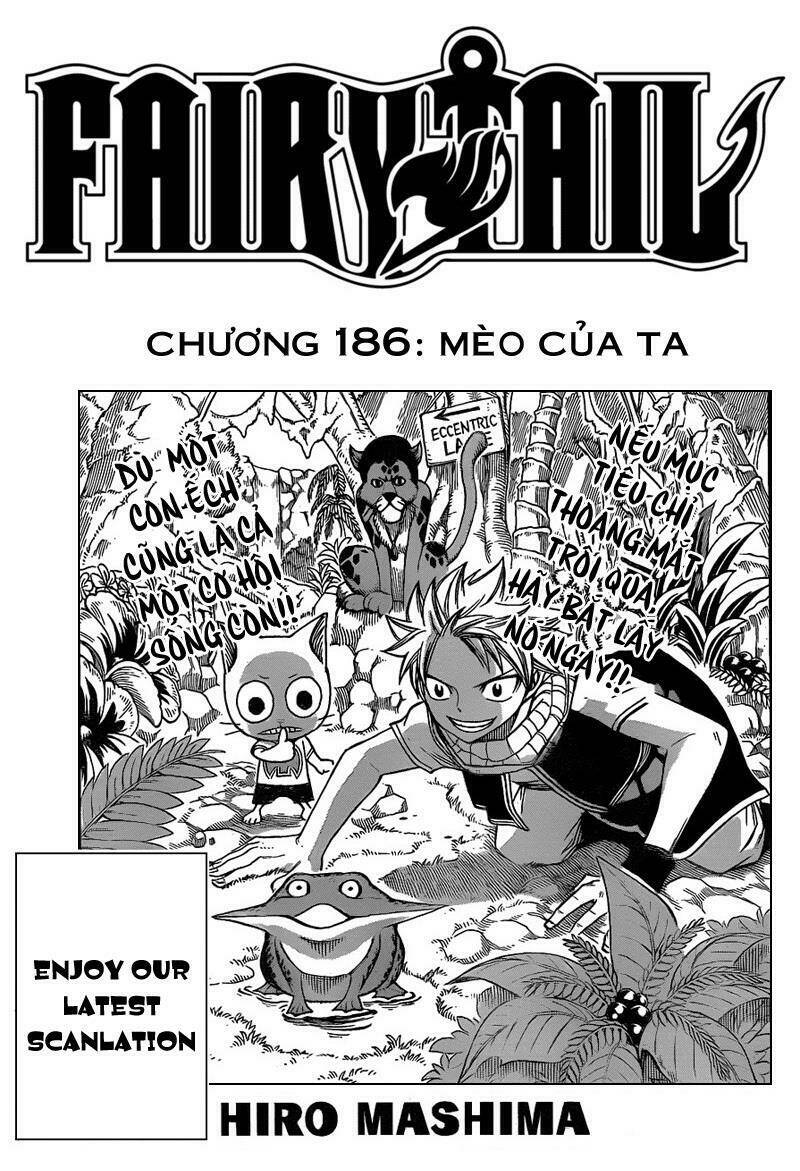 FAIRY TAIL
CHƯƠNG 186: MÈO CỦA TA
ECCENTRIC
LA
NẾU MỤC
TIÊU CHỈ
THOÁNG MẮT
TRÔI QUA,
HÃY BẮT LẤY
NÓ NGAY!!
DÙ MỘT
CON ẾCH
CŨNG LÀ CẢ
MỘT CƠ HỘI
SỐNG CÒN!!
ENJOY OUR
LATEST
SCANLATION
HIRO MASHIMA